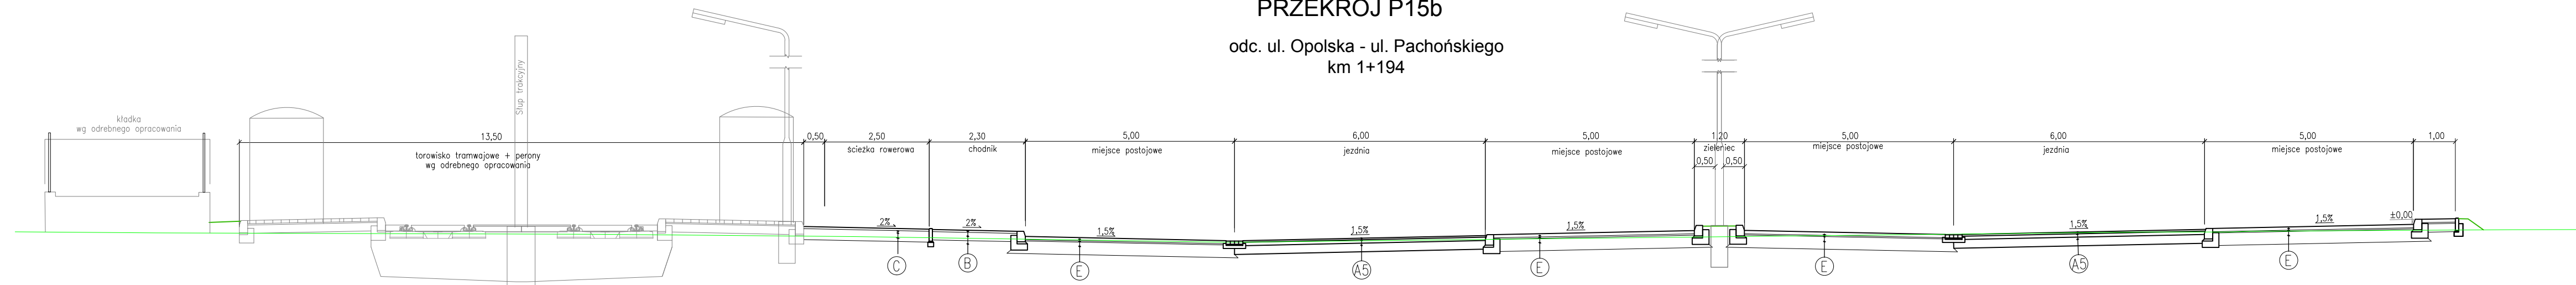 PRZEKRÓJ P15b
odc. ul. Opolska - ul. Pachońskiego
km 1+194
kładka
wg odrebnego opracowania
Słup trakcyjny
13,50
torowisko tramwajowe + perony
wg odrebnego opracowania
0,50
2,50
ścieżka rowerowa
2,30
chodnik
5,00
miejsce postojowe
6,00
jezdnia
5,00
miejsce postojowe
1,20
zieleniec
0,50
0,50
5,00
miejsce postojowe
6,00
jezdnia
5,00
miejsce postojowe
1,00
2%
2%
1,5%
1,5%
1,5%
1,5%
1,5%
±0,00
C
B
E
A5
E
E
A5
E